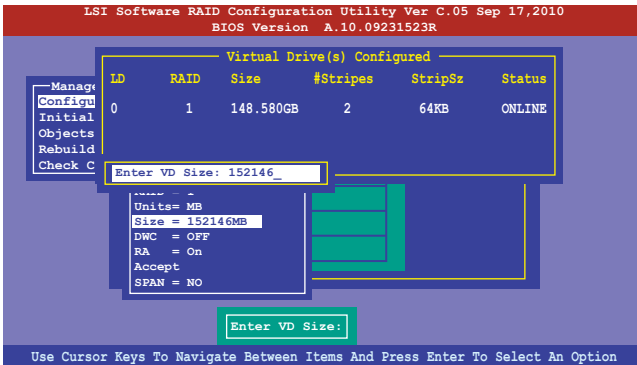 LSI Software RAID Configuration Utility Ver C.05 Sep 17,2010
BIOS Version A.10.09231523R
Virtual Drive(s) Configured
LD RAID Size #Stripes StripSz Status
0 1 148.580GB 2 64KB ONLINE
Manage
Configu
Initial
Objects
Rebuild
Check C
Enter VD Size: 152146_
Units= MB
Size = 152146MB
DWC = OFF
RA = On
Accept
SPAN = NO
Enter VD Size:
Use Cursor Keys To Navigate Between Items And Press Enter To Select An Option